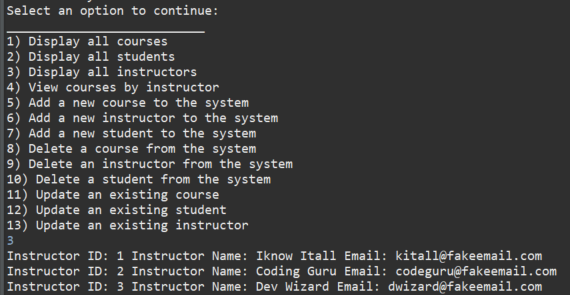 Select an option to continue:
___________________________
1) Display all courses
2) Display all students
3) Display all instructors
4) View courses by instructor
5) Add a new course to the system
6) Add a new instructor to the system
7) Add a new student to the system
8) Delete a course from the system
9) Delete an instructor from the system
10) Delete a student from the system
11) Update an existing course
12) Update an existing student
13) Update an existing instructor
3
Instructor ID: 1 Instructor Name: Iknow Itall Email: kitall@fakeemail.com
Instructor ID: 2 Instructor Name: Coding Guru Email: codeguru@fakeemail.com
Instructor ID: 3 Instructor Name: Dev Wizard Email: dwizard@fakeemail.com